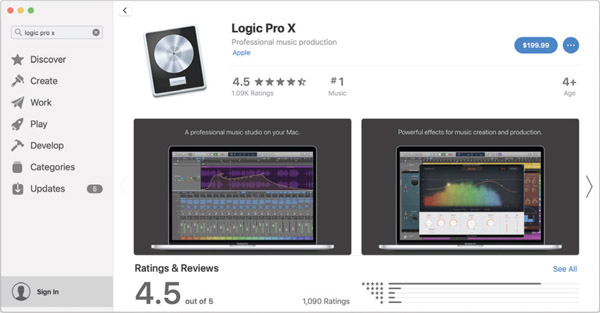 logic pro x
Discover
Create
Work
Play
Develop
Categories
Updates 5
Sign In
Logic Pro X
Professional music production
Apple
$199.99
4.5
1.09K Ratings
#1
Music
4+
Age
A professional music studio on your Mac.
Powerful effects for music creation and production.
Ratings & Reviews
See All
4.5 out of 5
1,090 Ratings